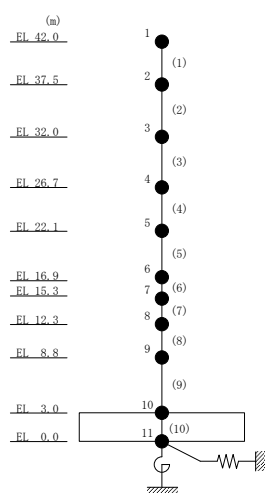 (m)
EL 42.0 1
(1)
EL 37.5 2
(2)
EL 32.0 3
(3)
EL 26.7 4
(4)
EL 22.1 5
(5)
EL 16.9 6
(6)
EL 15.3 7
(7)
EL 12.3 8
(8)
EL 8.8 9
(9)
EL 3.0 10
(10)
EL 0.0 11